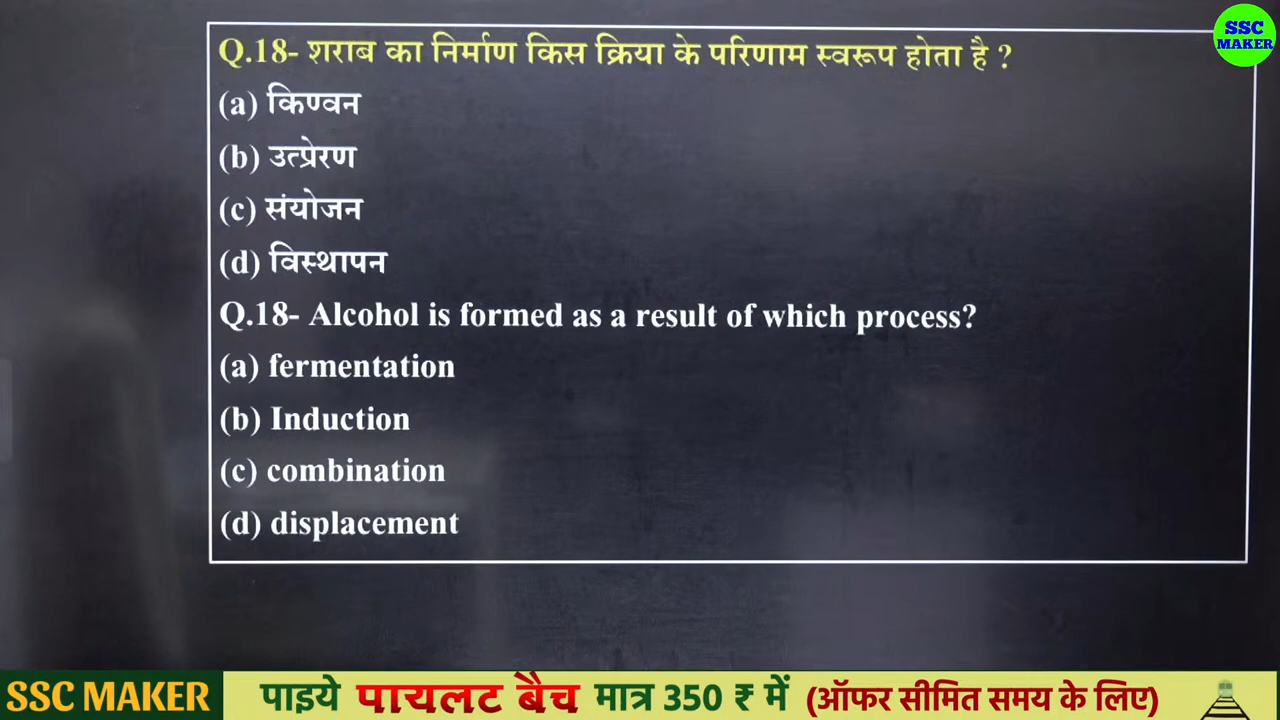 SSC
MAKER
Q.18- शराब का निर्माण किस क्रिया के परिणाम स्वरूप होता है ?
(a) किण्वन
(b) उत्प्रेरण
(c) संयोजन
(d) विस्थापन
Q.18- Alcohol is formed as a result of which process?
(a) fermentation
(b) Induction
(c) combination
(d) displacement
SSC MAKER पाइये पायलट बैच मात्र 350 ₹ में (ऑफर सीमित समय के लिए)